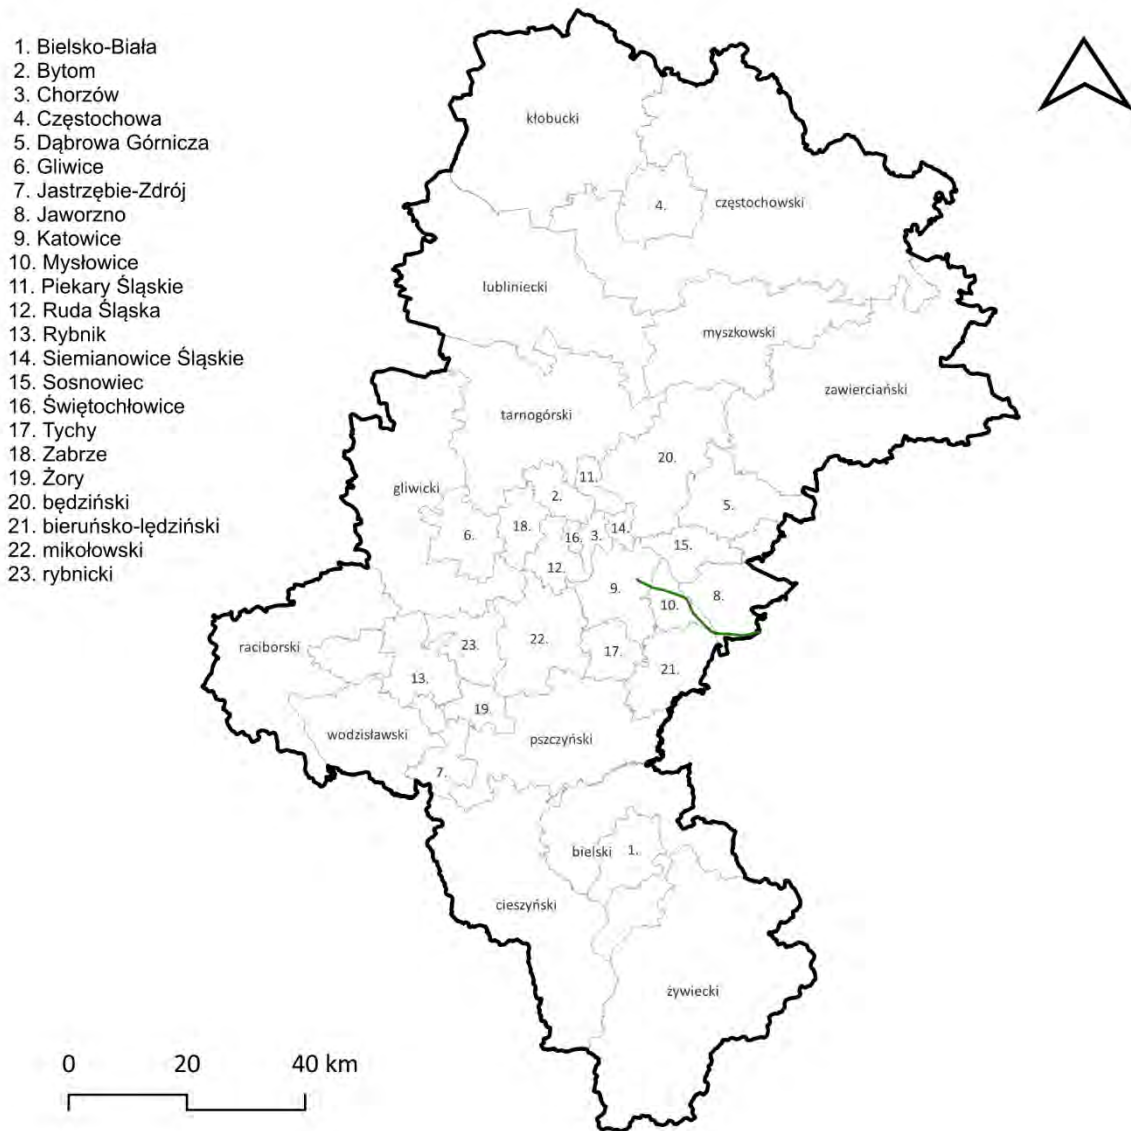 1. Bielsko-Biała
2. Bytom
3. Chorzów
4. Częstochowa
5. Dąbrowa Górnicza
6. Gliwice
7. Jastrzębie-Zdrój
8. Jaworzno
9. Katowice
10. Mysłowice
11. Piekary Śląskie
12. Ruda Śląska
13. Rybnik
14. Siemianowice Śląskie
15. Sosnowiec
16. Świętochłowice
17. Tychy
18. Zabrze
19. Żory
20. będziński
21. bieruńsko-lędziński
22. mikołowski
23. rybnicki
kłobucki
4.
częstochowski
lubliniecki
myszkowski
zawierciański
tarnogórski
20.
11.
gliwicki
2.
5.
6.
18.
16.
3.
14.
15.
12.
9.
10.
8.
raciborski
23.
22.
17.
21.
13.
19.
wodzisławski
pszczyński
7.
bielski
1.
cieszyński
żywiecki
0
20
40 km